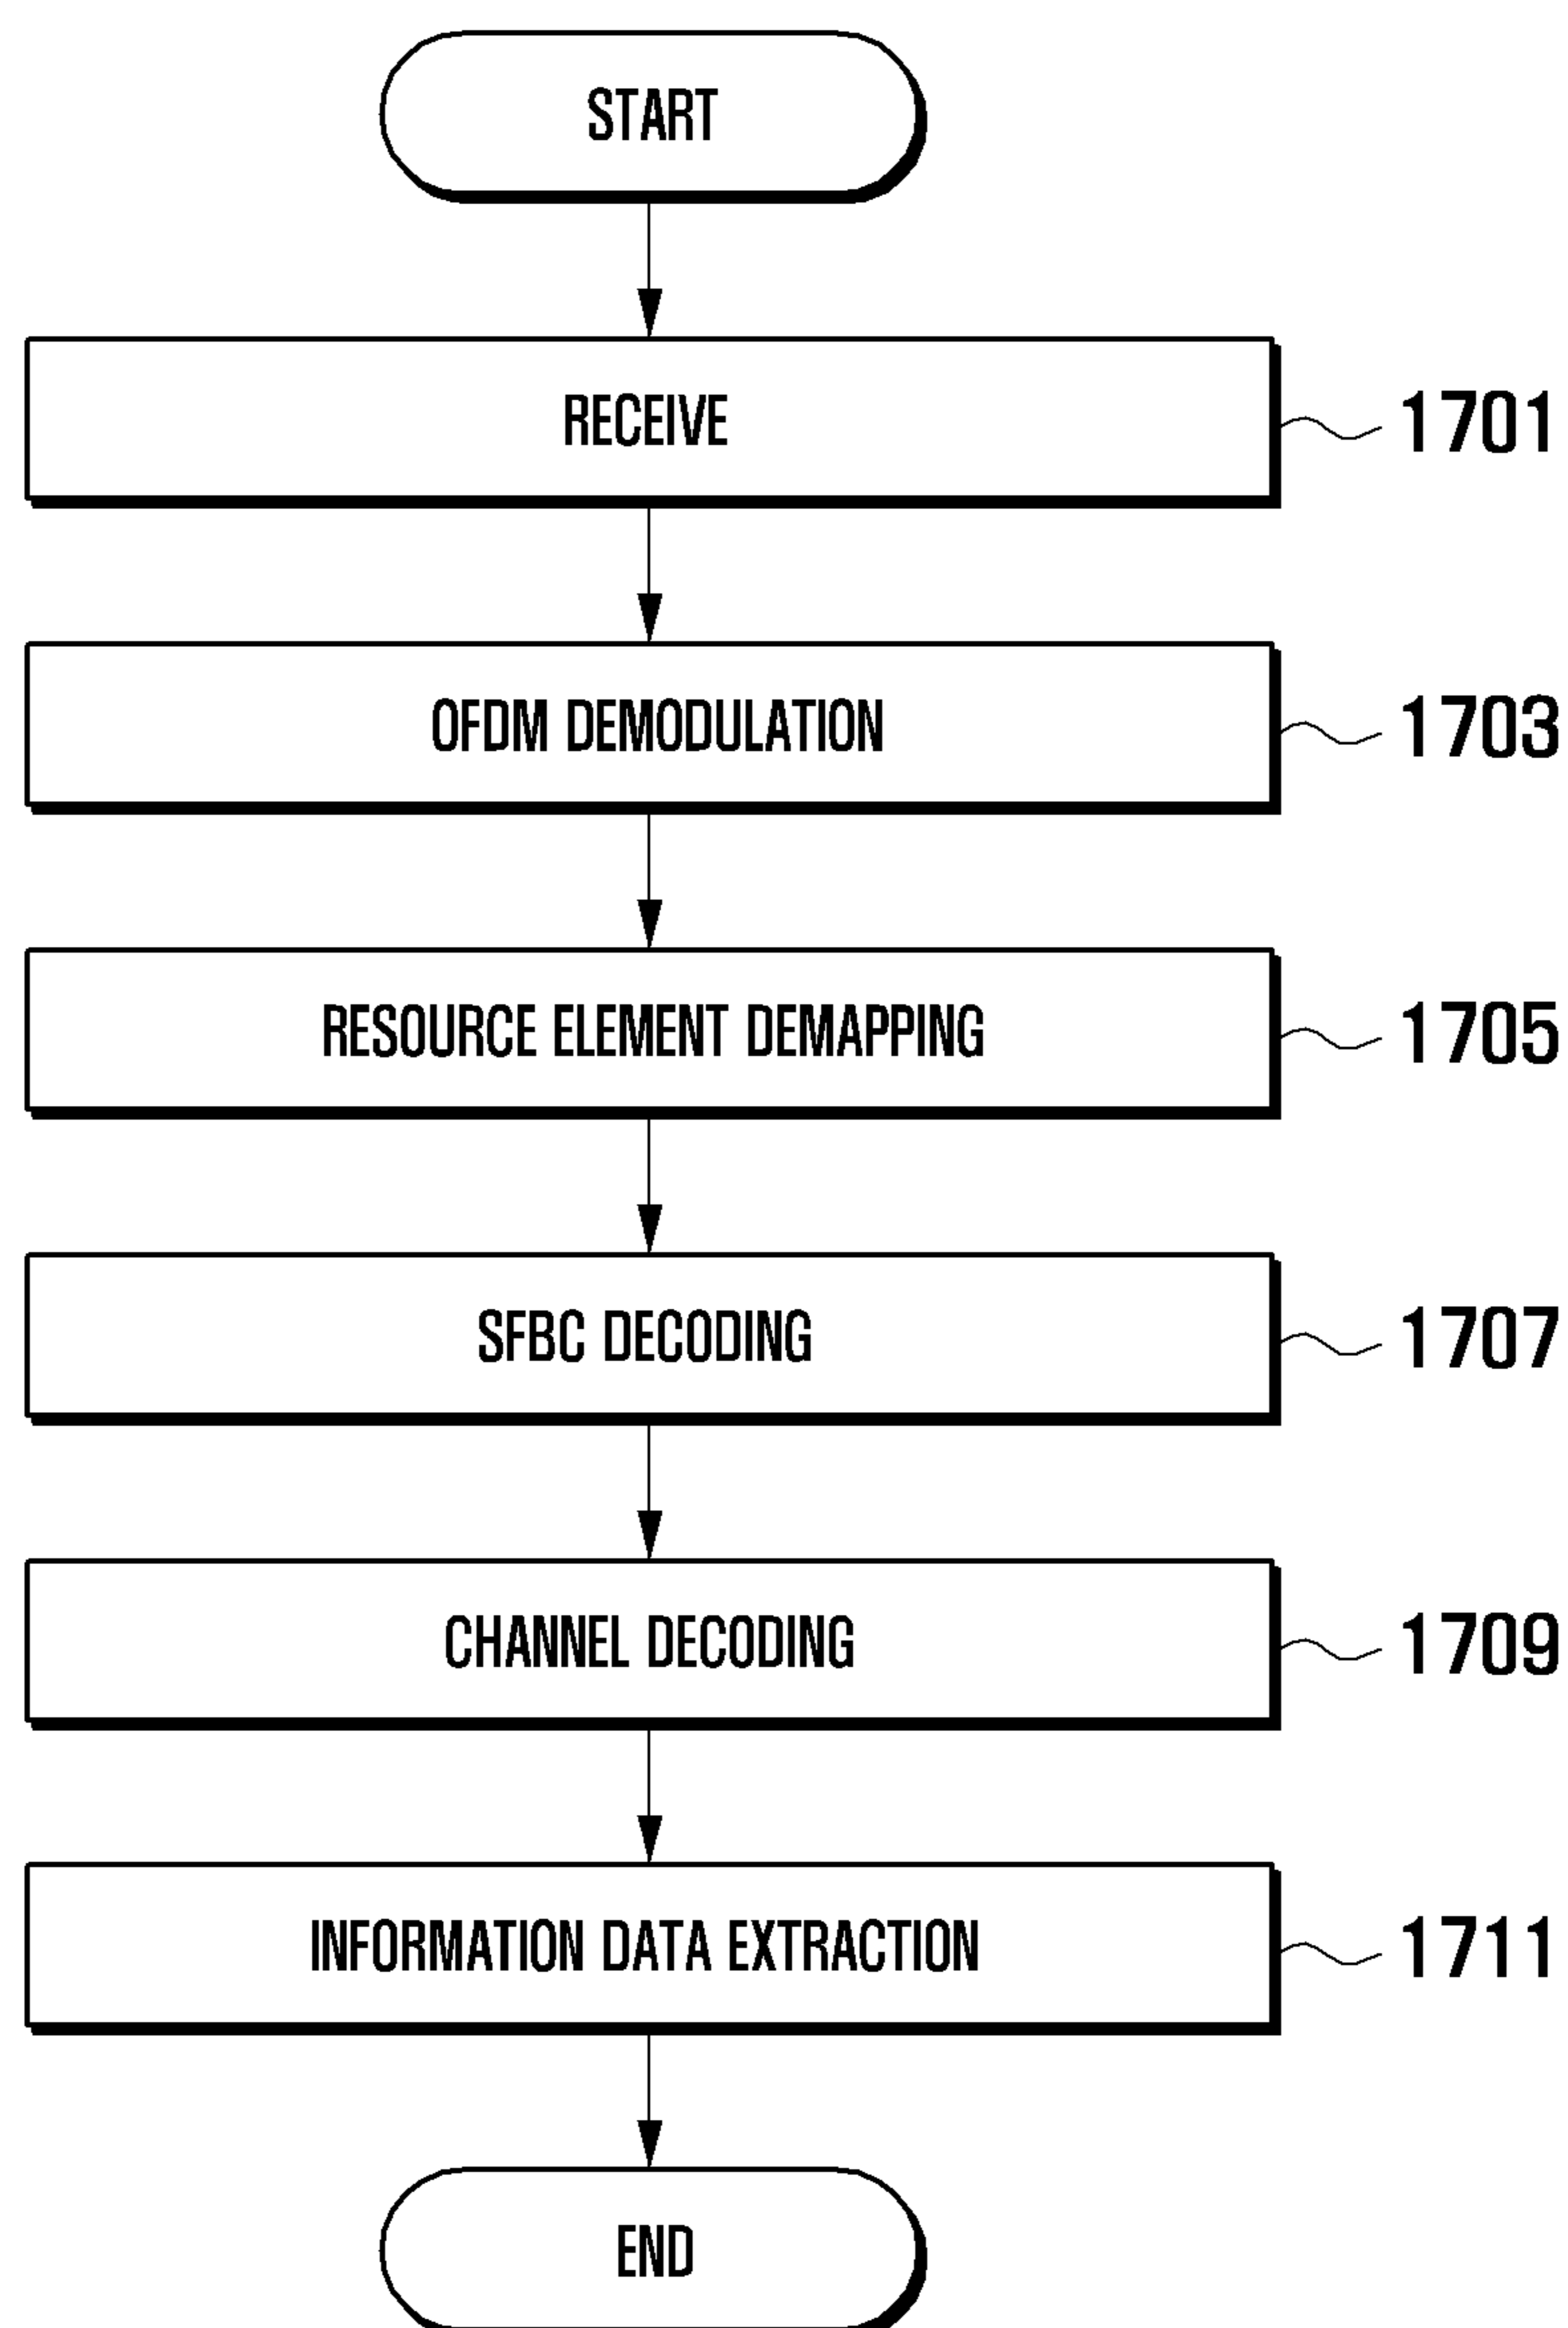 START
RECEIVE 1701
OFDM DEMODULATION 1703
RESOURCE ELEMENT DEMAPPING 1705
SFBC DECODING 1707
CHANNEL DECODING 1709
INFORMATION DATA EXTRACTION 1711
END